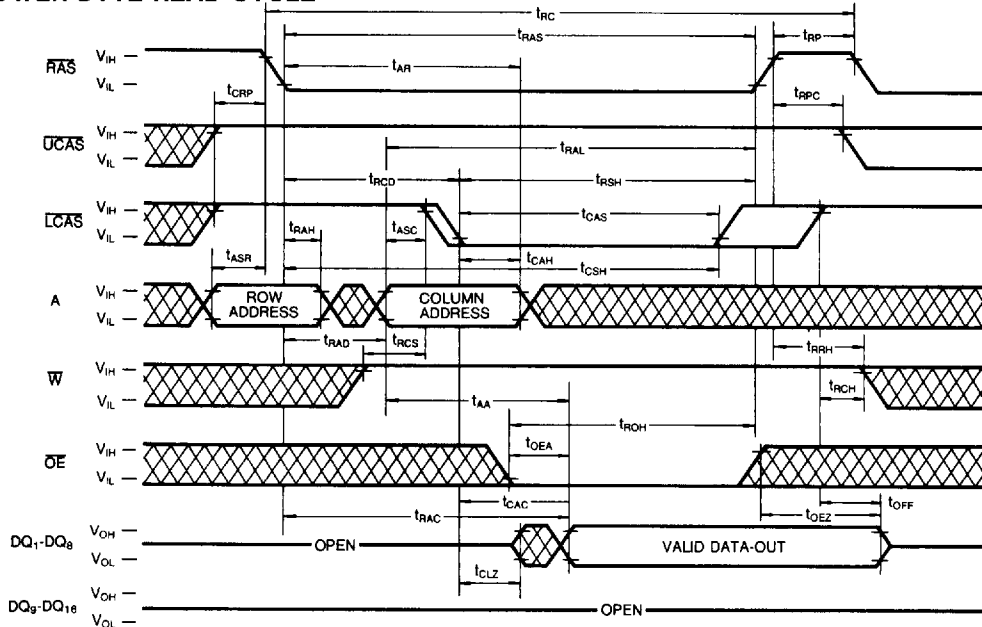 tRC
tRAS
tRP
RAS
VIH
VIL
tAR
tCRP
tRPC
UCAS
VIH
VIL
tRAL
tRCD
tRSH
LCAS
VIH
VIL
tCAS
tRAH
tASC
tASR
tCAH
tCSH
A
VIH
VIL
ROW
ADDRESS
COLUMN
ADDRESS
tRAD
tRCS
tRRH
W
VIH
VIL
tRCH
tAA
tROH
OE
VIH
VIL
tOEA
tCAC
tOFF
tRAC
tOEZ
DQ1-DQ8
VOH
VOL
OPEN
VALID DATA-OUT
tCLZ
DQ9-DQ16
VOH
VOL
OPEN